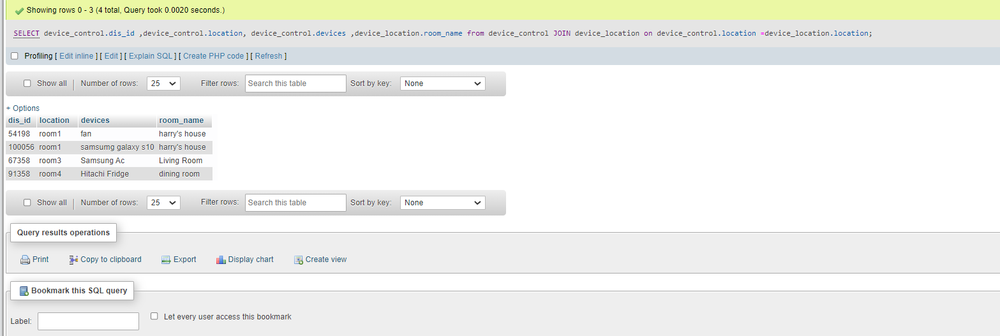 Showing rows 0 - 3 (4 total, Query took 0.0020 seconds.)
SELECT device_control.dis_id ,device_control.location, device_control.devices ,device_location.room_name from device_control JOIN device_location on device_control.location =device_location.location;
Profiling [ Edit inline ] [ Edit ] [ Explain SQL ] [ Create PHP code ] [ Refresh ]
Show all Number of rows: 25 Filter rows: Search this table Sort by key: None
+ Options
dis_id location devices room_name
54198 room1 fan harry's house
100056 room1 samsumg galaxy s10 harry's house
67358 room3 Samsung Ac Living Room
91358 room4 Hitachi Fridge dining room
Show all Number of rows: 25 Filter rows: Search this table Sort by key: None
Query results operations
Print Copy to clipboard Export Display chart Create view
Bookmark this SQL query
Label: Let every user access this bookmark